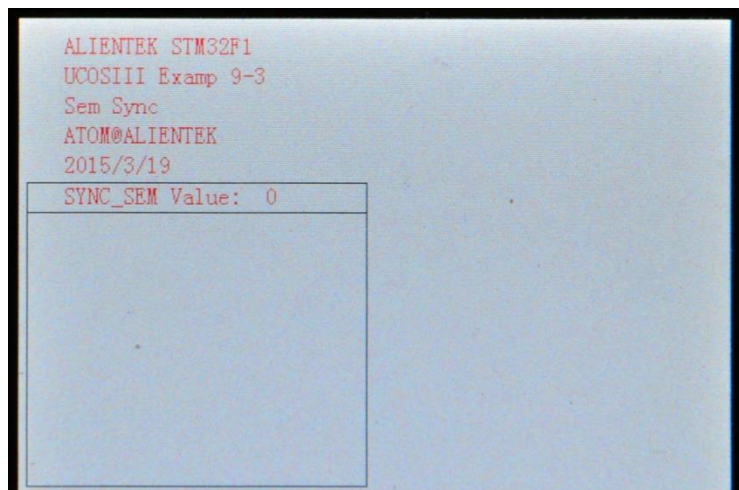 ALIENTEK STM32F1
UCOSIII Examp 9-3
Sem Sync
ATOM@ALIENTEK
2015/3/19
SYNC_SEM Value: 0